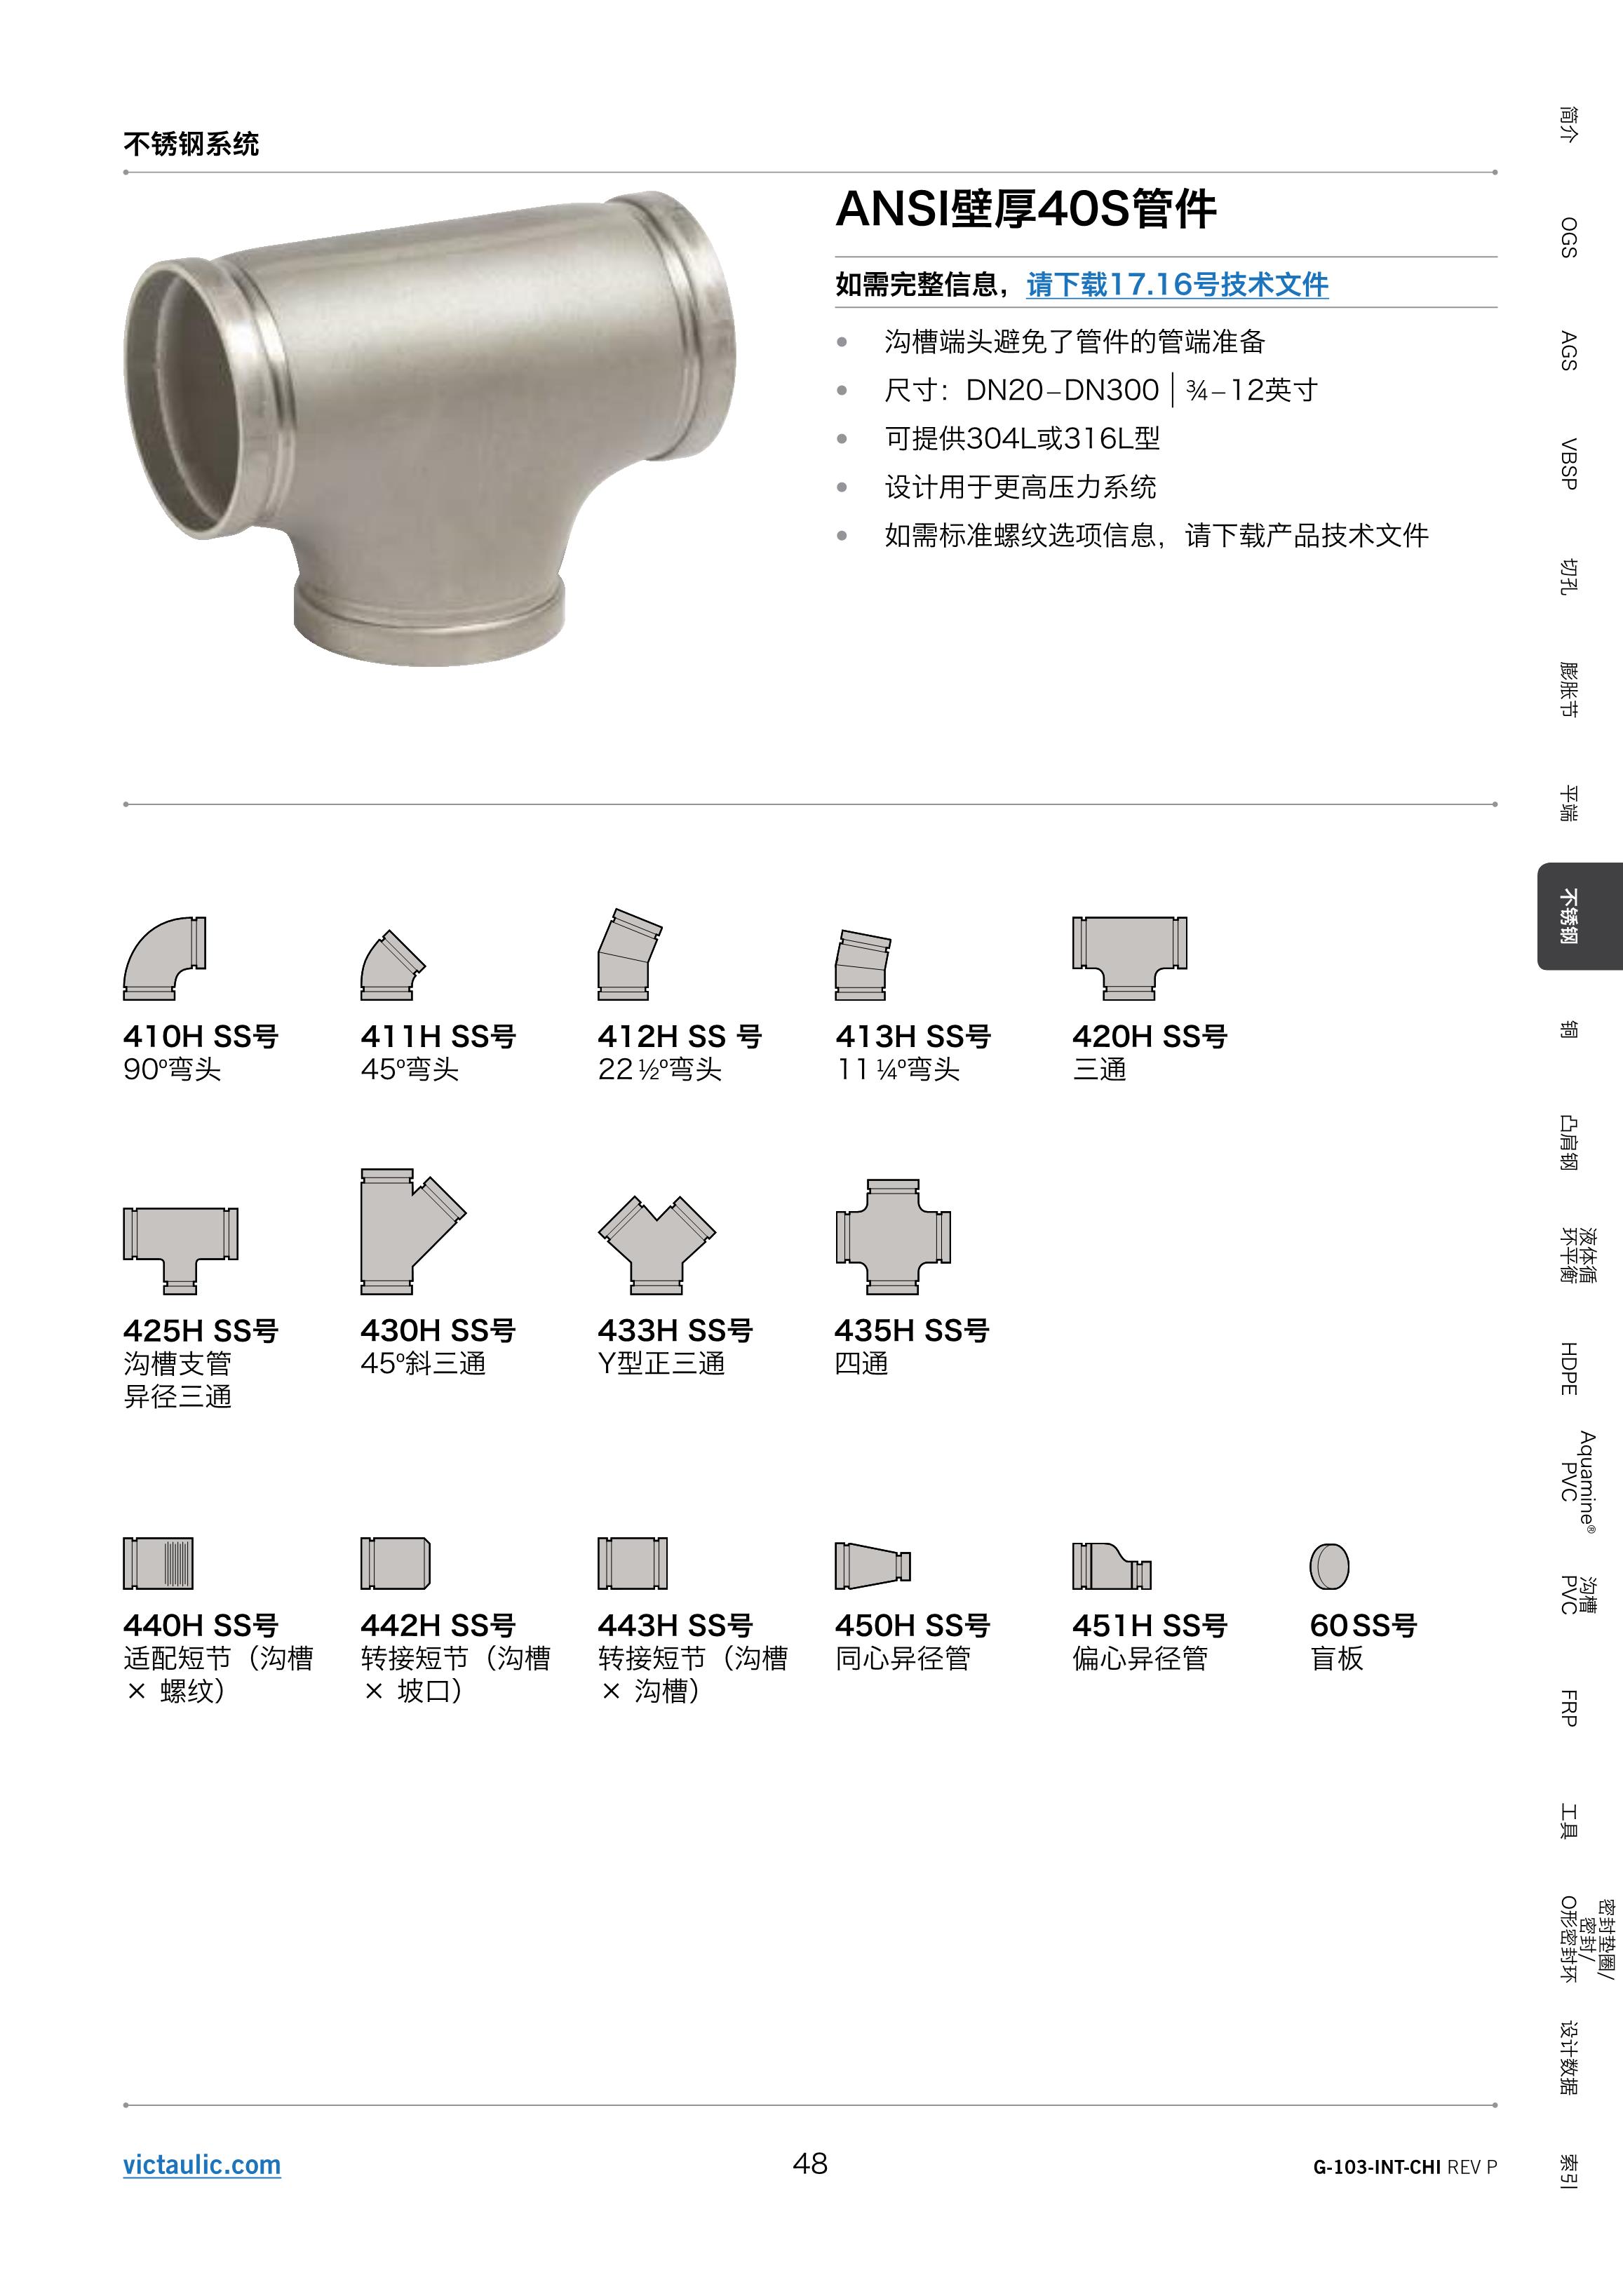 不锈钢系统
ANSI壁厚40S管件
如需完整信息，请下载17.16号技术文件
• 沟槽端头避免了管件的管端准备
• 尺寸：DN20–DN300 | ¾–12英寸
• 可提供304L或316L型
• 设计用于更高压力系统
• 如需标准螺纹选项信息，请下载产品技术文件
410H SS号
90º弯头
411H SS号
45º弯头
412H SS 号
22 ½º弯头
413H SS号
11 ¼º弯头
420H SS号
三通
425H SS号
沟槽支管
异径三通
430H SS号
45º斜三通
433H SS号
Y型正三通
435H SS号
四通
440H SS号
适配短节（沟槽
× 螺纹）
442H SS号
转接短节（沟槽
× 坡口）
443H SS号
转接短节（沟槽
× 沟槽）
450H SS号
同心异径管
451H SS号
偏心异径管
60 SS号
盲板
victaulic.com
48
G-103-INT-CHI REV P
简介
OGS
AGS
VBSP
切孔
膨胀节
平端
不锈钢
铜
凸肩钢
液体循
环平衡
HDPE
Aquamine®
PVC
沟槽
PVC
FRP
工具
密封垫圈/
密封/
O形密封环
设计数据
索引